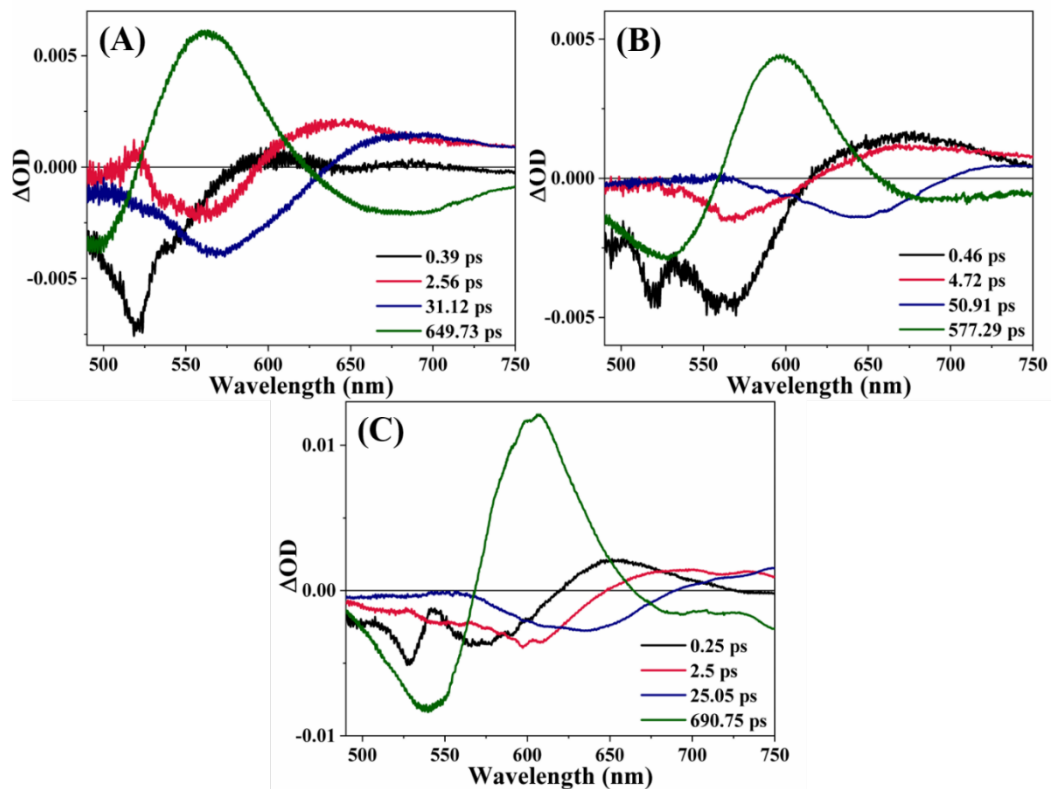 (A)
0.005
0.000
-0.005
ΔOD
0.39 ps
2.56 ps
31.12 ps
649.73 ps
500 550 600 650 700 750
Wavelength (nm)
(B)
0.005
0.000
-0.005
ΔOD
0.46 ps
4.72 ps
50.91 ps
577.29 ps
500 550 600 650 700 750
Wavelength (nm)
(C)
0.01
0.00
-0.01
ΔOD
0.25 ps
2.5 ps
25.05 ps
690.75 ps
500 550 600 650 700 750
Wavelength (nm)